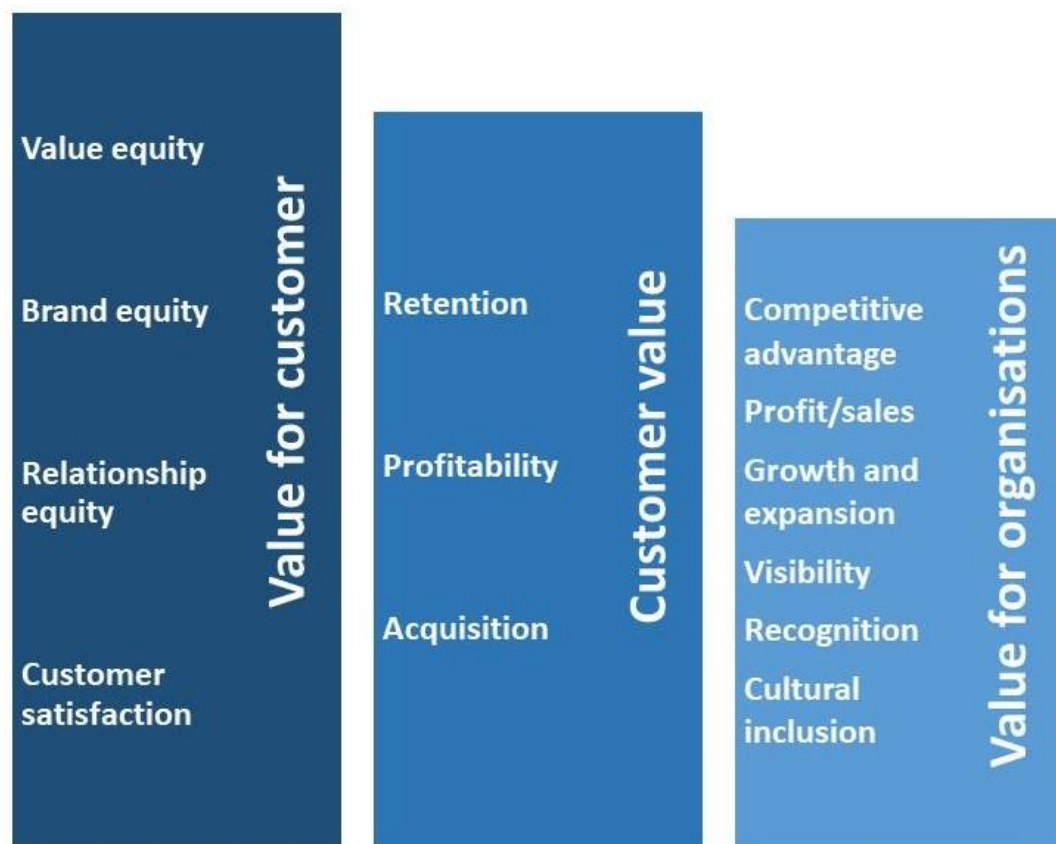 Value equity
Brand equity
Relationship
equity
Customer
satisfaction
Value for customer
Retention
Profitability
Acquisition
Customer value
Competitive
advantage
Profit/sales
Growth and
expansion
Visibility
Recognition
Cultural
inclusion
Value for organisations